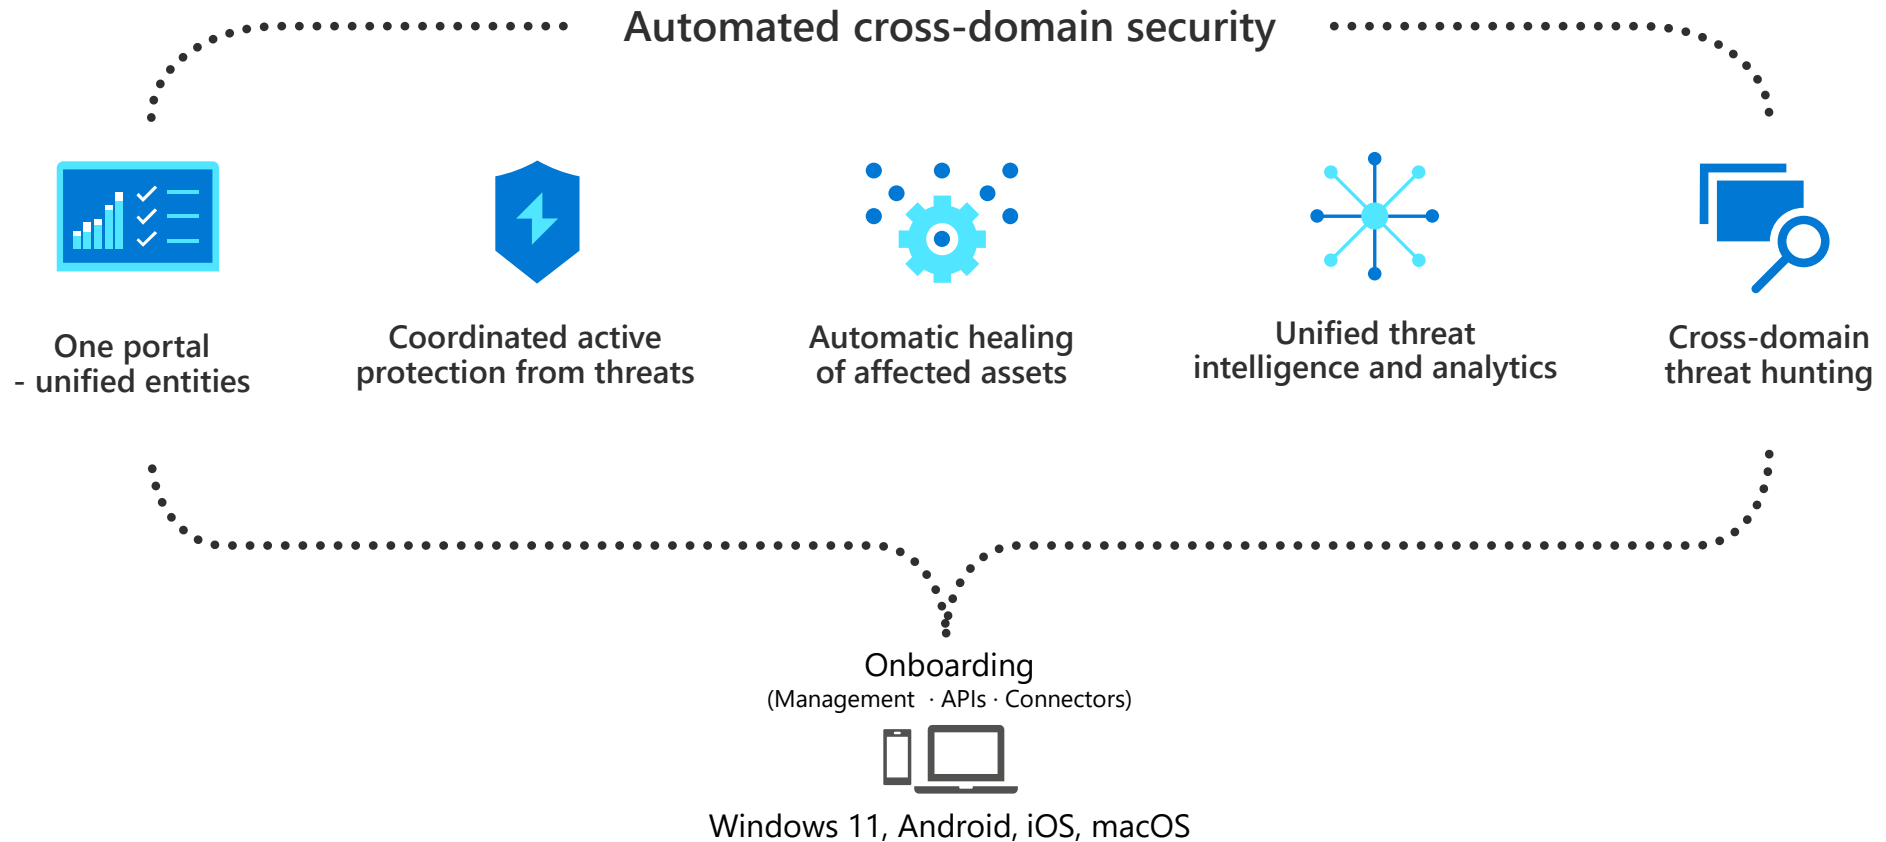 Automated cross-domain security
One portal
- unified entities
Coordinated active
protection from threats
Automatic healing
of affected assets
Unified threat
intelligence and analytics
Cross-domain
threat hunting
Onboarding
(Management · APIs · Connectors)
Windows 11, Android, iOS, macOS